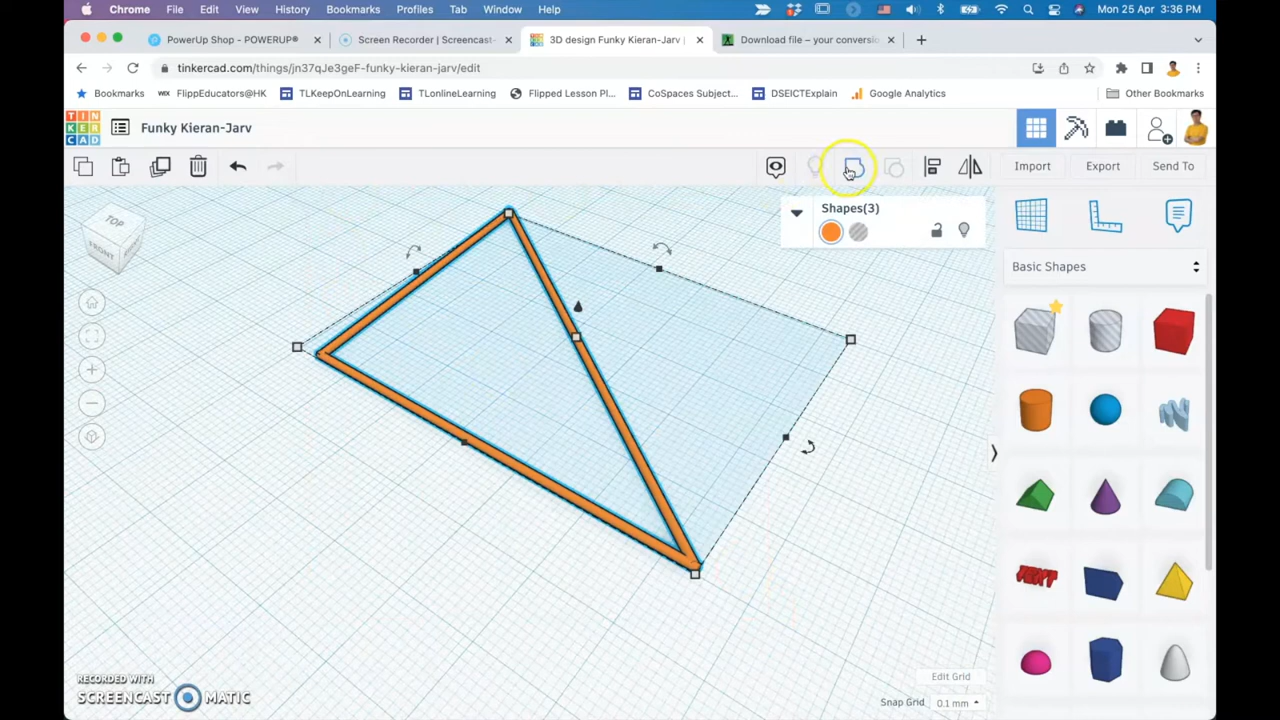 Chrome File Edit View History Bookmarks Profiles Tab Window Help Mon 25 Apr 3:36 PM
PowerUp Shop - POWERUP® Screen Recorder | Screencast- 3D design Funky Kieran-Jarv | Download file – your conversi
tinkercad.com/things/jn37qJe3geF-funky-kieran-jarv/edit
Bookmarks WIX FlippEducators@HK TLKeepOnLearning TLonlineLearning Flipped Lesson Pl... CoSpaces Subject... DSEICTExplain Google Analytics Other Bookmarks
TIN
KER
CAD
Funky Kieran-Jarv
Import Export Send To
Shapes(3)
TOP
FRONT
Basic Shapes
TEXT
Edit Grid
Snap Grid 0.1 mm
RECORDED WITH
SCREENCAST MATIC